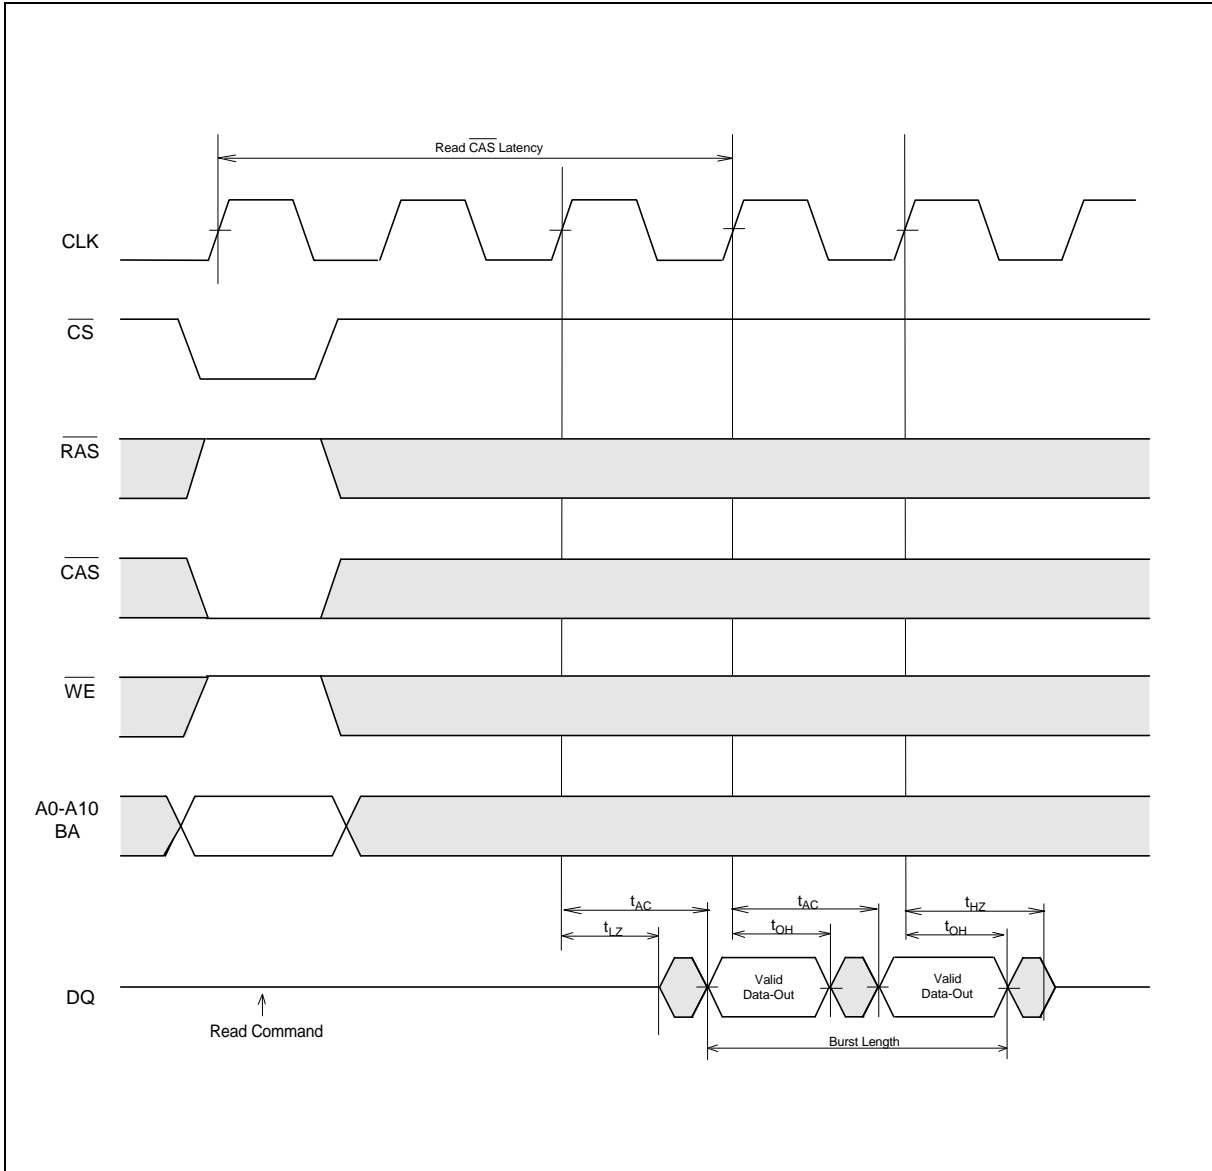 Read CAS Latency
CLK
CS
RAS
CAS
WE
A0-A10
BA
tAC
tAC
tHZ
tLZ
tOH
tOH
DQ
Valid
Data-Out
Valid
Data-Out
Read Command
Burst Length